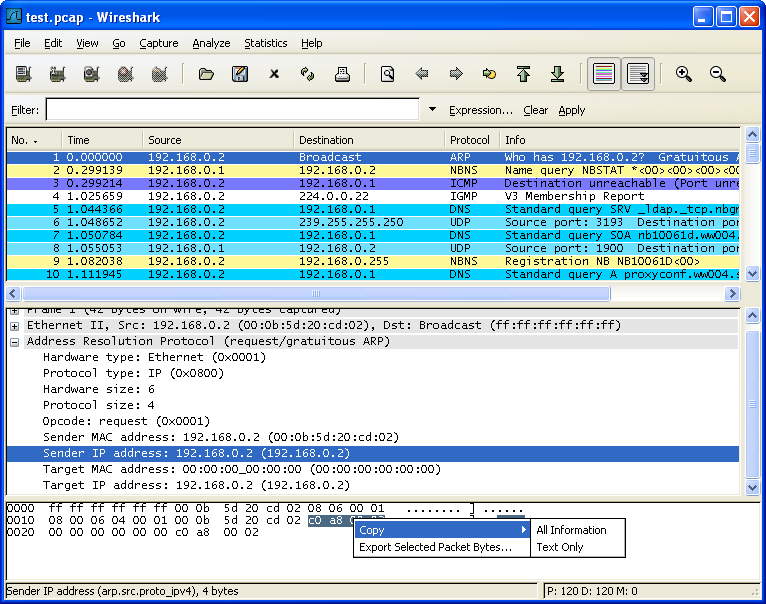 test.pcap - Wireshark
File Edit View Go Capture Analyze Statistics Help
Filter: Expression... Clear Apply
No. Time Source Destination Protocol Info
1 0.000000 192.168.0.2 Broadcast ARP Who has 192.168.0.2? Gratuitous
2 0.299139 192.168.0.1 192.168.0.2 NBNS Name query NBSTAT *<00><00><00><0
3 0.299214 192.168.0.2 192.168.0.1 ICMP Destination unreachable (Port unre
4 1.025659 192.168.0.2 224.0.0.22 IGMP V3 Membership Report
5 1.044366 192.168.0.2 192.168.0.1 DNS Standard query SRV _ldap._tcp.nbg
6 1.048652 192.168.0.2 239.255.255.250 UDP Source port: 3193 Destination por
7 1.050784 192.168.0.2 192.168.0.1 DNS Standard query SOA nb10061d.ww004.
8 1.055053 192.168.0.1 192.168.0.2 UDP Source port: 1900 Destination por
9 1.082038 192.168.0.2 192.168.0.255 NBNS Registration NB NB10061D<00>
10 1.111945 192.168.0.2 192.168.0.1 DNS Standard query A proxyconf.ww004.s
Frame 1 (42 bytes on wire, 42 bytes captured)
Ethernet II, Src: 192.168.0.2 (00:0b:5d:20:cd:02), Dst: Broadcast (ff:ff:ff:ff:ff:ff)
Address Resolution Protocol (request/gratuitous ARP)
Hardware type: Ethernet (0x0001)
Protocol type: IP (0x0800)
Hardware size: 6
Protocol size: 4
Opcode: request (0x0001)
Sender MAC address: 192.168.0.2 (00:0b:5d:20:cd:02)
Sender IP address: 192.168.0.2 (192.168.0.2)
Target MAC address: 00:00:00_00:00:00 (00:00:00:00:00:00)
Target IP address: 192.168.0.2 (192.168.0.2)
0000 ff ff ff ff ff ff 00 0b 5d 20 cd 02 08 06 00 01 ........ ] ......
0010 08 00 06 04 00 01 00 0b 5d 20 cd 02 c0 a8
0020 00 00 00 00 00 00 c0 a8 00 02
Copy
Export Selected Packet Bytes...
All Information
Text Only
Sender IP address (arp.src.proto_ipv4), 4 bytes P: 120 D: 120 M: 0